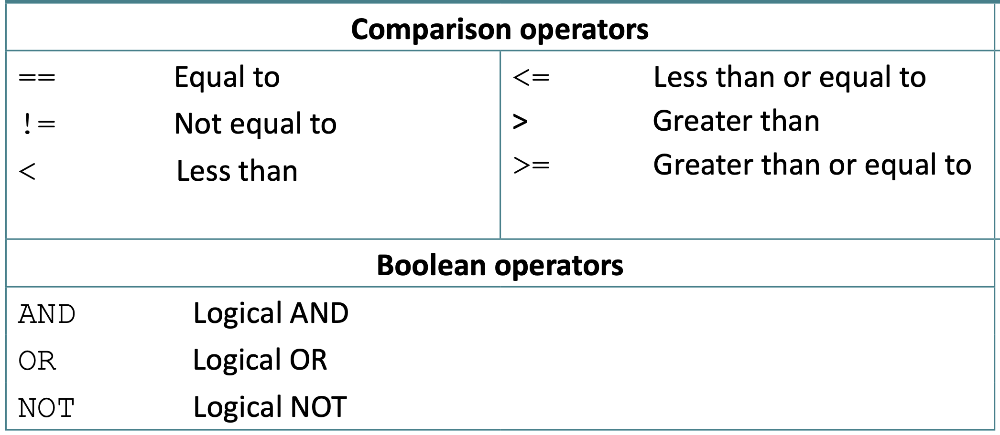 Comparison operators
== Equal to
!= Not equal to
< Less than
<= Less than or equal to
> Greater than
>= Greater than or equal to
Boolean operators
AND Logical AND
OR Logical OR
NOT Logical NOT